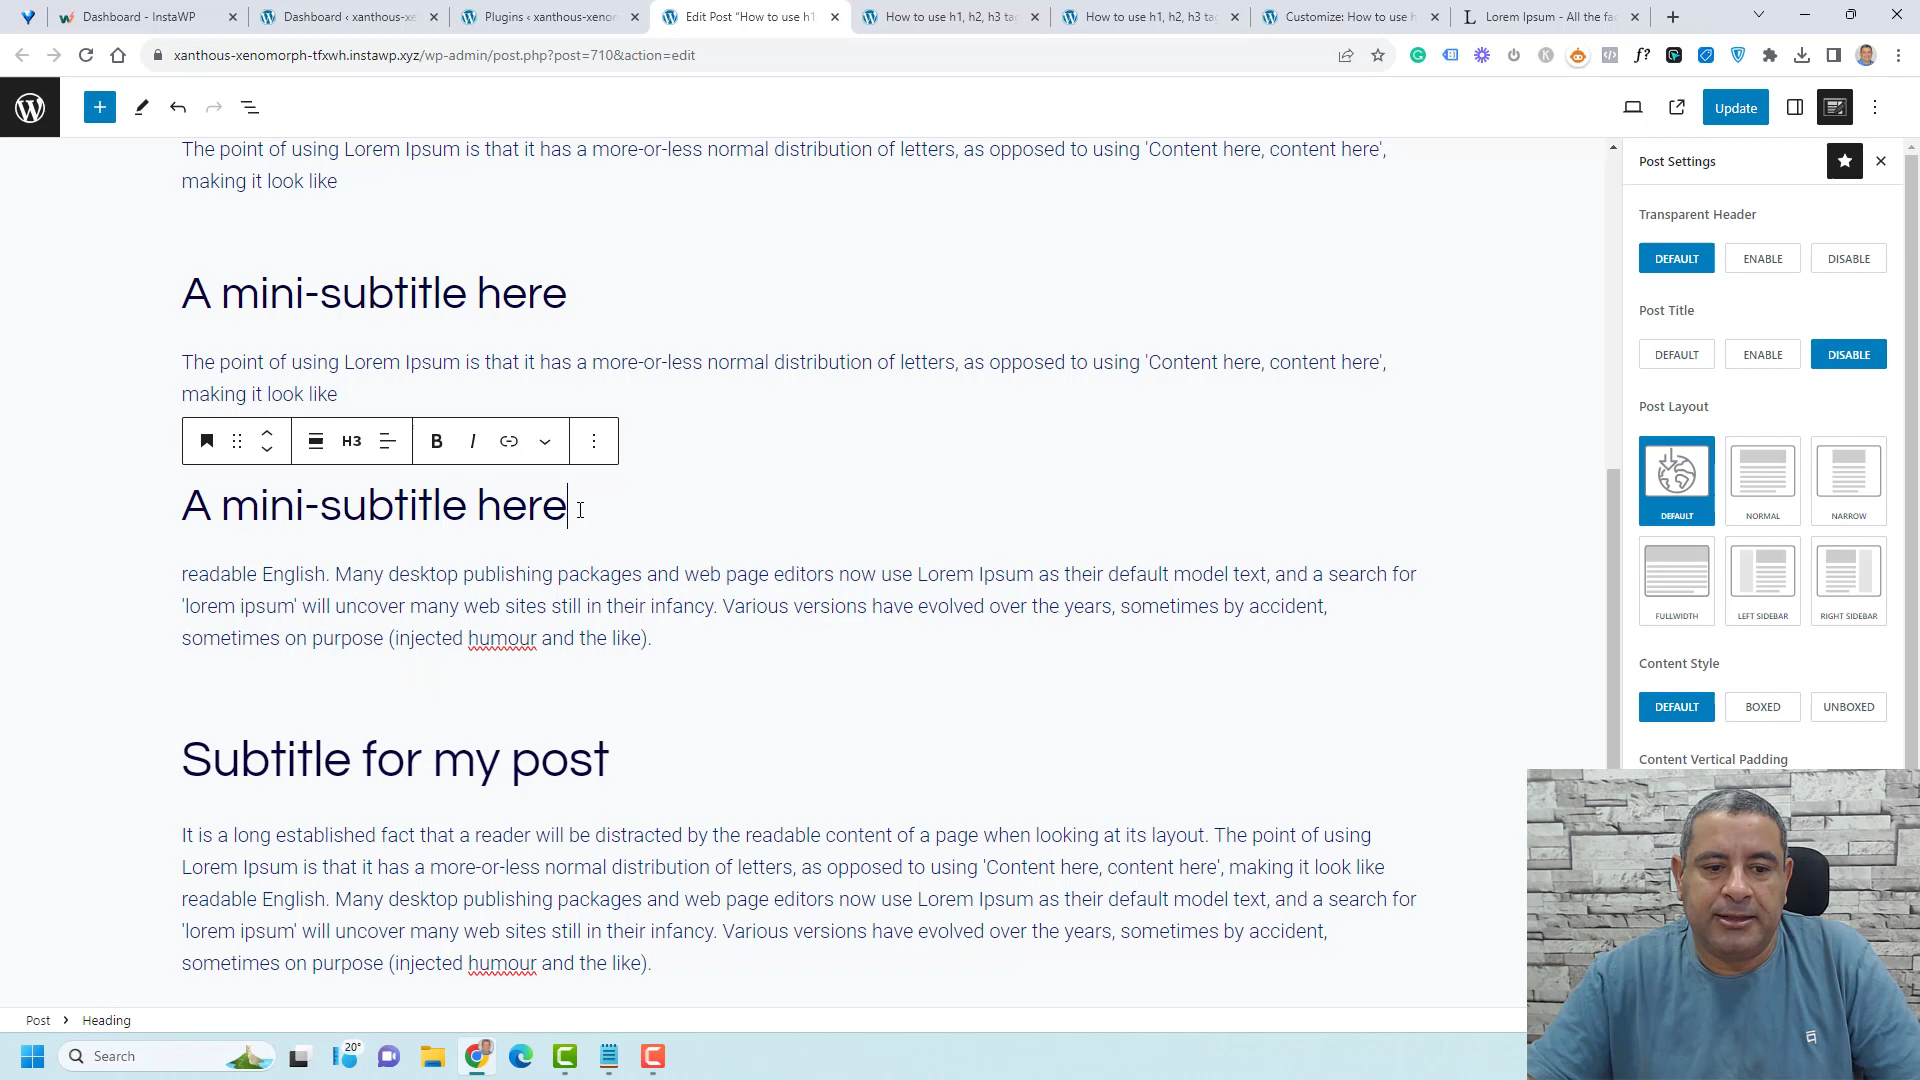 Dashboard - InstaWP
Dashboard ‹ xanthous-xe
Plugins ‹ xanthous-xenom
Edit Post "How to use h1
How to use h1, h2, h3 ta
How to use h1, h2, h3 ta
Customize: How to use h
Lorem Ipsum - All the fa
xanthous-xenomorph-tfxwh.instawp.xyz/wp-admin/post.php?post=710&action=edit
Update
The point of using Lorem Ipsum is that it has a more-or-less normal distribution of letters, as opposed to using 'Content here, content here',
making it look like
A mini-subtitle here
The point of using Lorem Ipsum is that it has a more-or-less normal distribution of letters, as opposed to using 'Content here, content here',
making it look like
H3 B I
A mini-subtitle here
readable English. Many desktop publishing packages and web page editors now use Lorem Ipsum as their default model text, and a search for
'lorem ipsum' will uncover many web sites still in their infancy. Various versions have evolved over the years, sometimes by accident,
sometimes on purpose (injected humour and the like).
Subtitle for my post
It is a long established fact that a reader will be distracted by the readable content of a page when looking at its layout. The point of using
Lorem Ipsum is that it has a more-or-less normal distribution of letters, as opposed to using 'Content here, content here', making it look like
readable English. Many desktop publishing packages and web page editors now use Lorem Ipsum as their default model text, and a search for
'lorem ipsum' will uncover many web sites still in their infancy. Various versions have evolved over the years, sometimes by accident,
sometimes on purpose (injected humour and the like).
Post Settings
Transparent Header
DEFAULT ENABLE DISABLE
Post Title
DEFAULT ENABLE DISABLE
Post Layout
DEFAULT NORMAL NARROW
FULLWIDTH LEFT SIDEBAR RIGHT SIDEBAR
Content Style
DEFAULT BOXED UNBOXED
Content Vertical Padding
Post › Heading
Search
20°